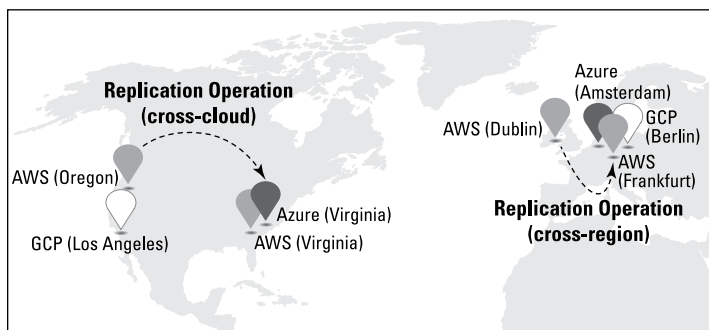 Replication Operation
(cross-cloud)
AWS (Oregon)
GCP (Los Angeles)
Azure (Virginia)
AWS (Virginia)
Azure
(Amsterdam)
AWS (Dublin)
GCP
(Berlin)
AWS
(Frankfurt)
Replication Operation
(cross-region)